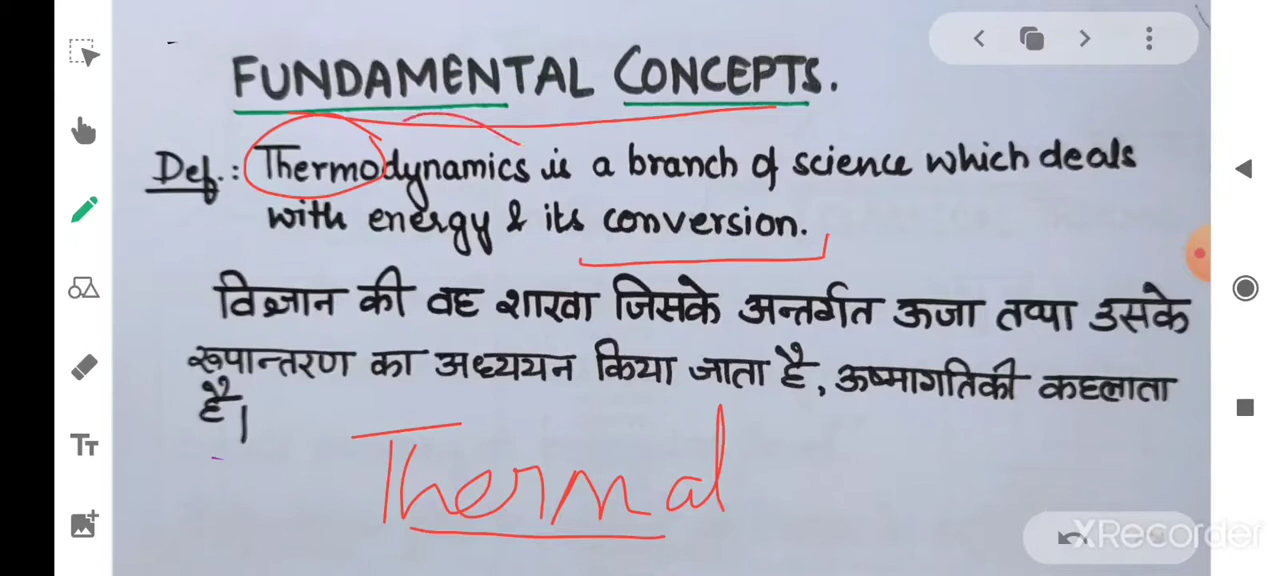 FUNDAMENTAL CONCEPTS.
Def.: Thermodynamics is a branch of science which deals
with energy & its conversion.
विज्ञान की वह शाखा जिसके अन्तर्गत ऊर्जा तथा उसके
रूपान्तरण का अध्ययन किया जाता है, ऊष्मागतिकी कहलाता
है।
Thermal
Tт
XRecorder